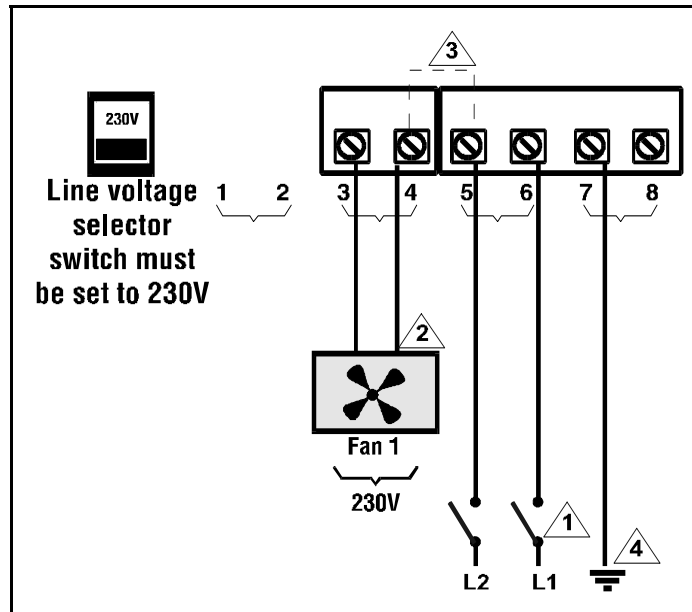 3
230V
Line voltage
selector
switch must
be set to 230V
1 2 3 4 5 6 7 8
2
Fan 1
230V
1
4
L2 L1